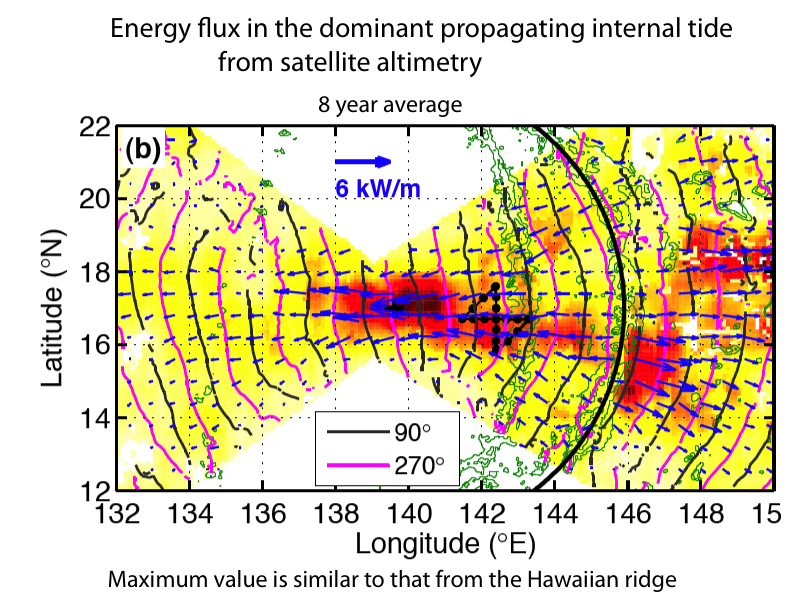 Energy flux in the dominant propagating internal tide
from satellite altimetry
8 year average
(b)
6 kW/m
22
20
18
16
14
12
Latitude (°N)
90°
270°
132 134 136 138 140 142 144 146 148 15
Longitude (°E)
Maximum value is similar to that from the Hawaiian ridge